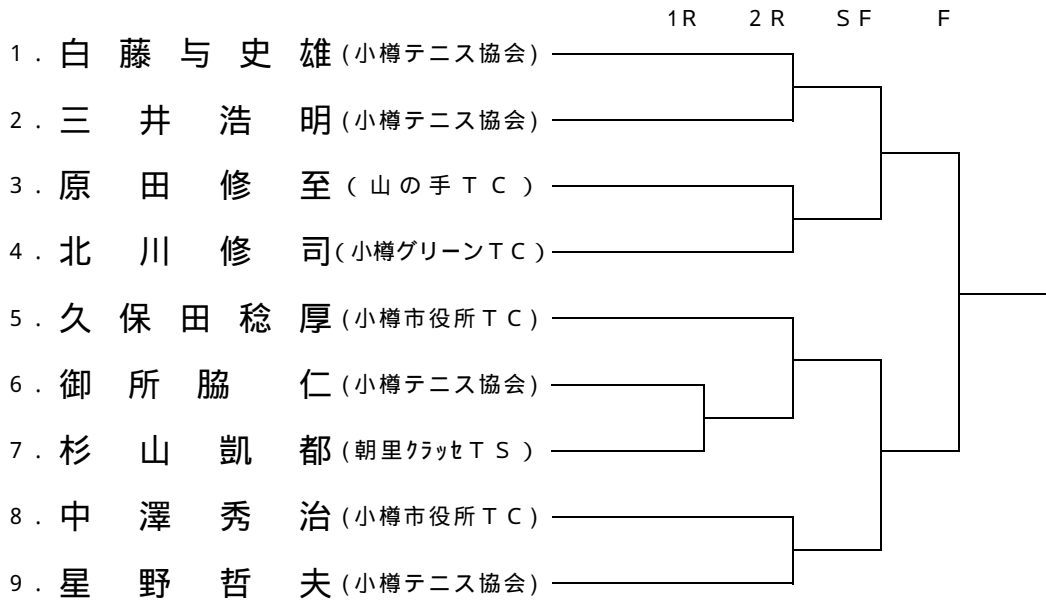 1R 2R SF F
1. 白藤与史雄 (小樽テニス協会)
2. 三井浩明 (小樽テニス協会)
3. 原田修至 (山の手TC)
4. 北川修司 (小樽グリーンTC)
5. 久保田稔厚 (小樽市役所TC)
6. 御所脇仁 (小樽テニス協会)
7. 杉山凱都 (朝里ｸﾗｯｾTS)
8. 中澤秀治 (小樽市役所TC)
9. 星野哲夫 (小樽テニス協会)